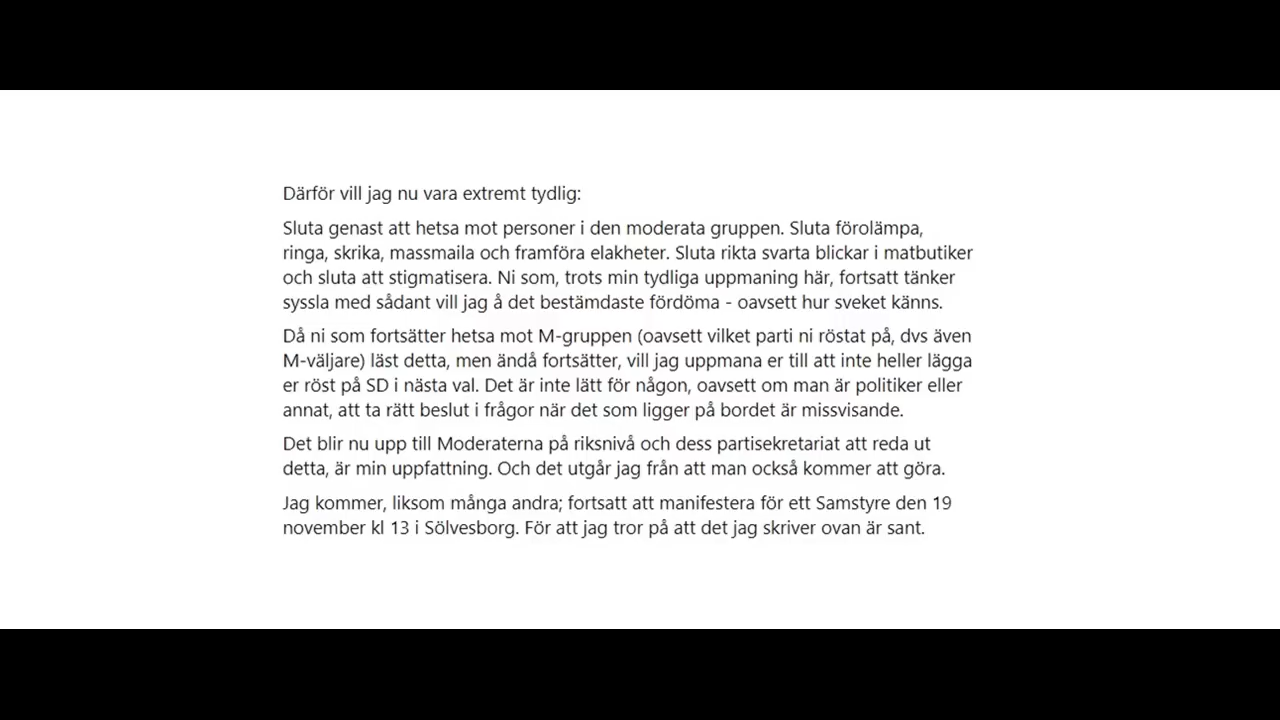 Därför vill jag nu vara extremt tydlig:
Sluta genast att hetsa mot personer i den moderata gruppen. Sluta förolämpa,
ringa, skrika, massmaila och framföra elakheter. Sluta rikta svarta blickar i matbutiker
och sluta att stigmatisera. Ni som, trots min tydliga uppmaning här, fortsatt tänker
syssla med sådant vill jag å det bestämdaste fördöma - oavsett hur sveket känns.
Då ni som fortsätter hetsa mot M-gruppen (oavsett vilket parti ni röstat på, dvs även
M-väljare) läst detta, men ändå fortsätter, vill jag uppmana er till att inte heller lägga
er röst på SD i nästa val. Det är inte lätt för någon, oavsett om man är politiker eller
annat, att ta rätt beslut i frågor när det som ligger på bordet är missvisande.
Det blir nu upp till Moderaterna på riksnivå och dess partisekretariat att reda ut
detta, är min uppfattning. Och det utgår jag från att man också kommer att göra.
Jag kommer, liksom många andra; fortsatt att manifestera för ett Samstyre den 19
november kl 13 i Sölvesborg. För att jag tror på att det jag skriver ovan är sant.